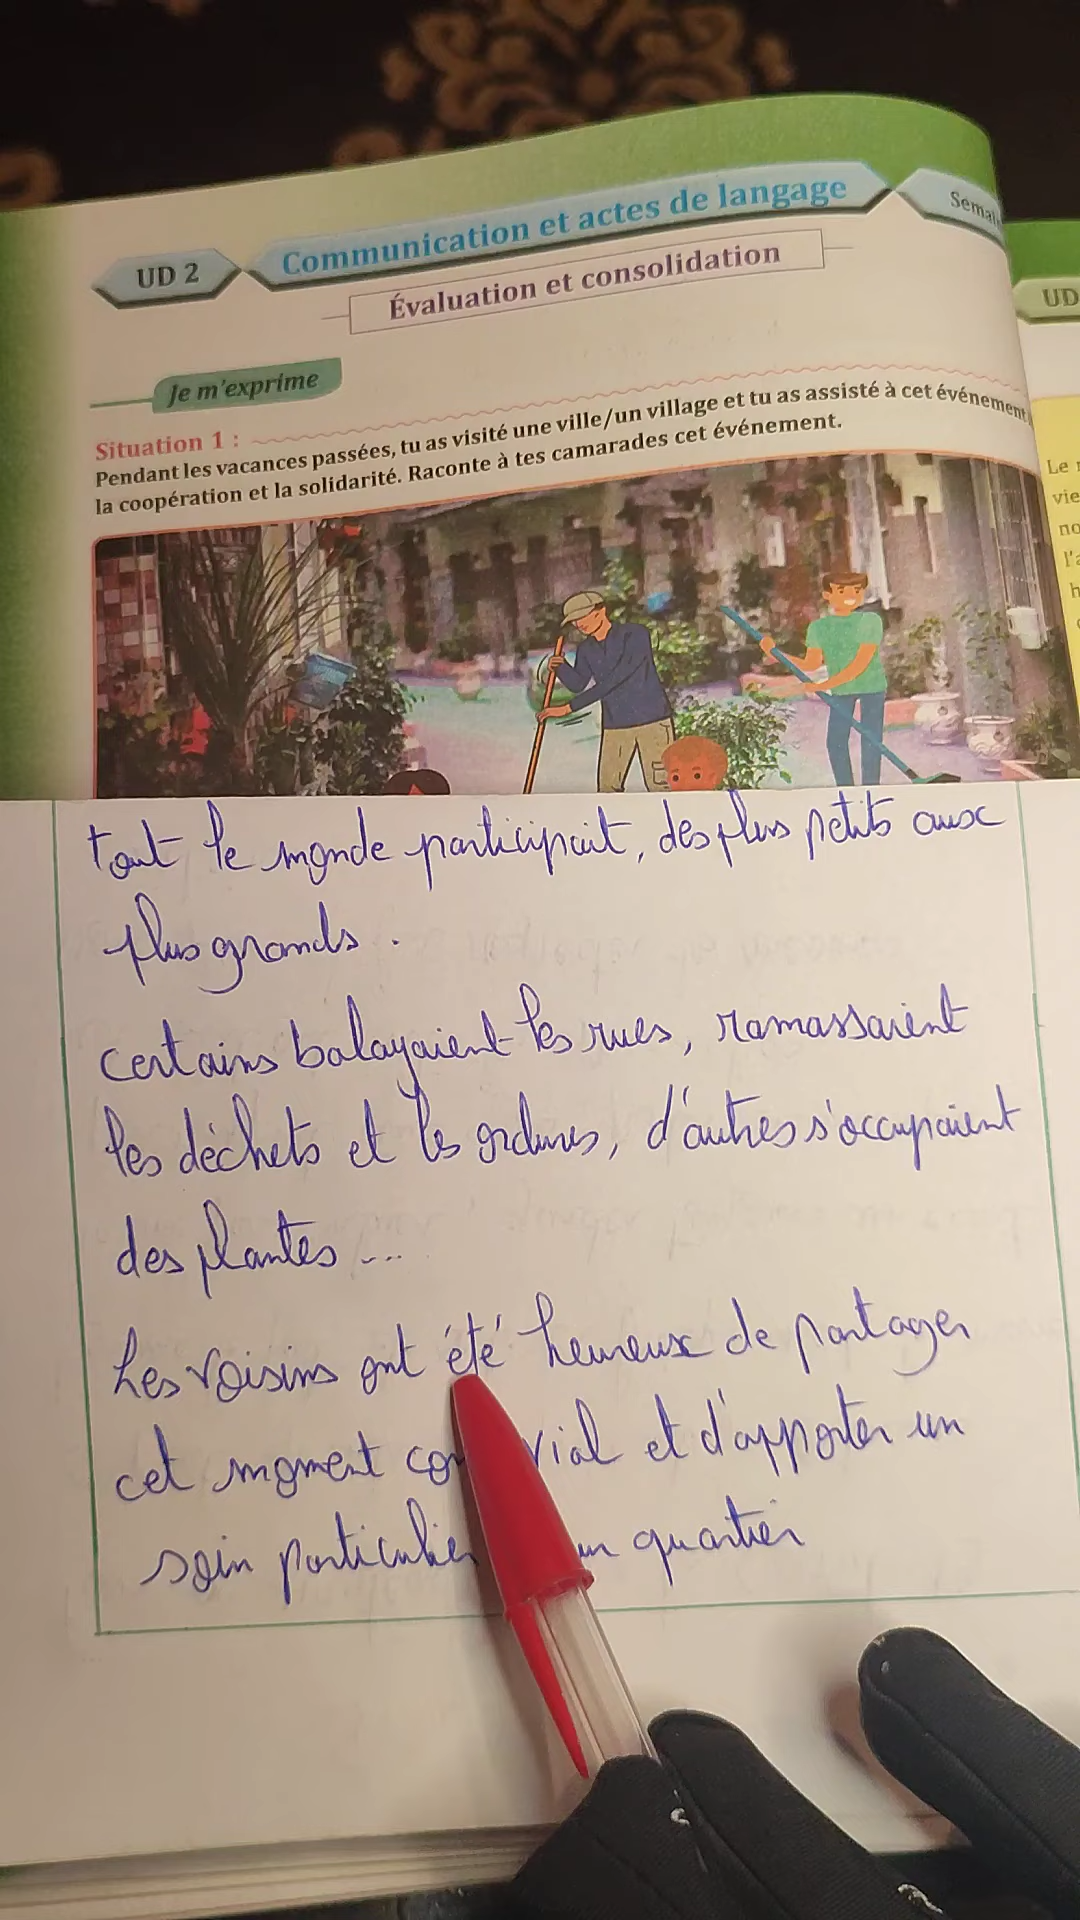 UD 2
Communication et actes de langage
Évaluation et consolidation
Je m'exprime
Situation 1 :
Pendant les vacances passées, tu as visité une ville/un village et tu as assisté à cet événement
la coopération et la solidarité. Raconte à tes camarades cet événement.
UD
Le
vie
tout le monde participait, des plus petits aux
plus grands.
certains balayaient les rues, ramassaient
les déchets et les ordures, d'autres s'occupaient
des plantes ...
Les voisins ont été heureux de partager
cet moment et d'apporter un
soin particulier quartier